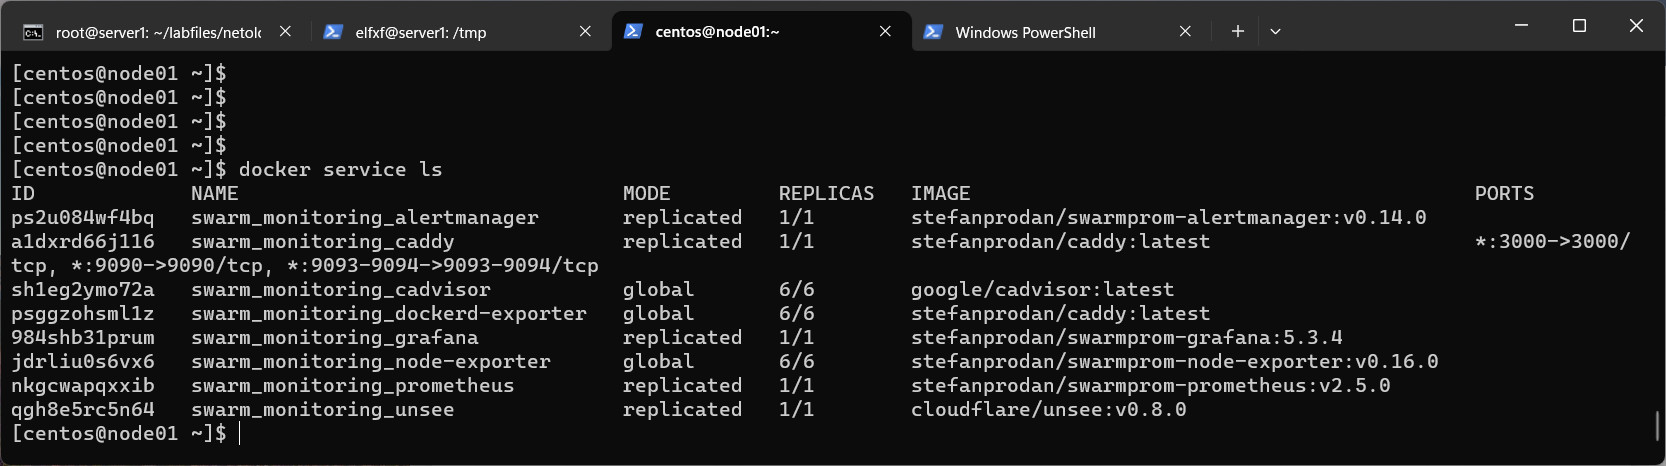 root@server1: ~/labfiles/netolo
elfxf@server1: /tmp
centos@node01:~
Windows PowerShell
[centos@node01 ~]$
[centos@node01 ~]$
[centos@node01 ~]$
[centos@node01 ~]$
[centos@node01 ~]$ docker service ls
ID NAME MODE REPLICAS IMAGE PORTS
ps2u084wf4bq swarm_monitoring_alertmanager replicated 1/1 stefanprodan/swarmprom-alertmanager:v0.14.0
a1dxrd66j116 swarm_monitoring_caddy replicated 1/1 stefanprodan/caddy:latest *:3000->3000/
tcp, *:9090->9090/tcp, *:9093-9094->9093-9094/tcp
sh1eg2ymo72a swarm_monitoring_cadvisor global 6/6 google/cadvisor:latest
psggzohsml1z swarm_monitoring_dockerd-exporter global 6/6 stefanprodan/caddy:latest
984shb31prum swarm_monitoring_grafana replicated 1/1 stefanprodan/swarmprom-grafana:5.3.4
jdrliu0s6vx6 swarm_monitoring_node-exporter global 6/6 stefanprodan/swarmprom-node-exporter:v0.16.0
nkgcwapqxxib swarm_monitoring_prometheus replicated 1/1 stefanprodan/swarmprom-prometheus:v2.5.0
qgh8e5rc5n64 swarm_monitoring_unsee replicated 1/1 cloudflare/unsee:v0.8.0
[centos@node01 ~]$